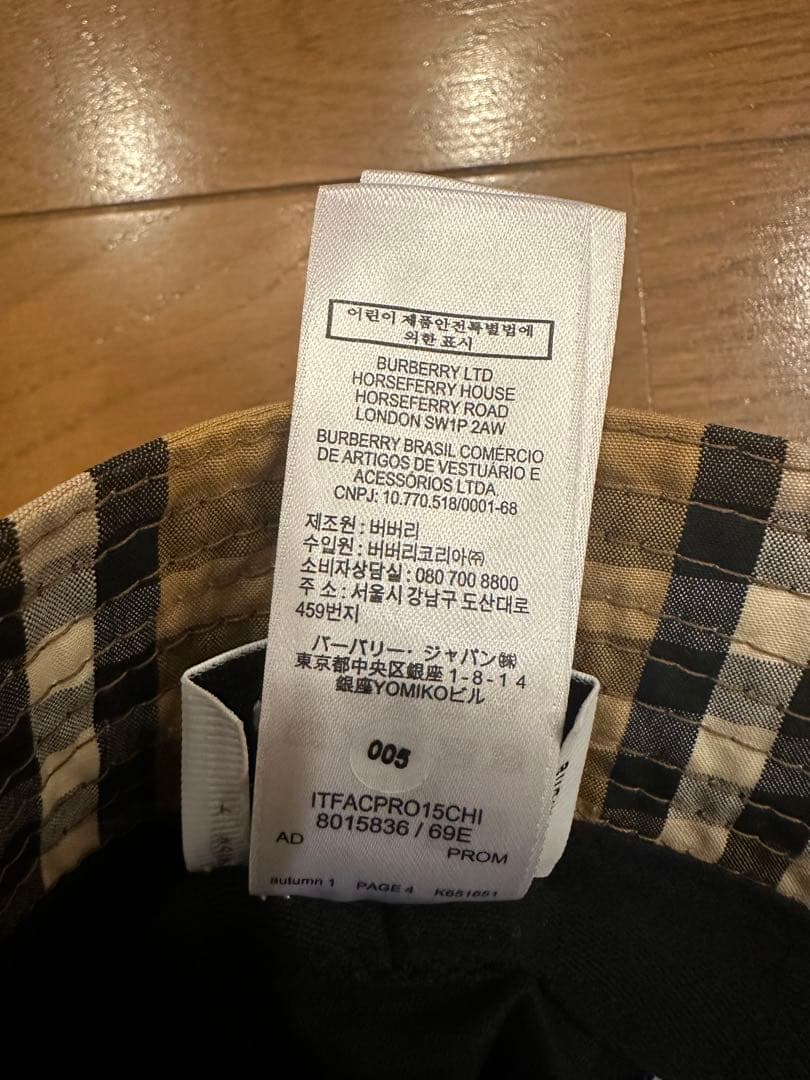 어린이 제품안전특별법에
의한 표시
BURBERRY LTD
HORSEFERRY HOUSE
HORSEFERRY ROAD
LONDON SW1P 2AW
BURBERRY BRASIL COMÉRCIO
DE ARTIGOS DE VESTUÁRIO E
ACESSÓRIOS LTDA
CNPJ: 10.770.518/0001-68
제조원 : 버버리
수입원 : 버버리코리아㈜
소비자상담실 : 080 700 8800
주 소 : 서울시 강남구 도산대로
459번지
バーバリー・ジャパン㈱
東京都中央区銀座 1-8-14
銀座YOMIKOビル
005
ITFACPRO15CHI
8015836 / 69E
AD
PROM
autumn 1 PAGE 4 K651651